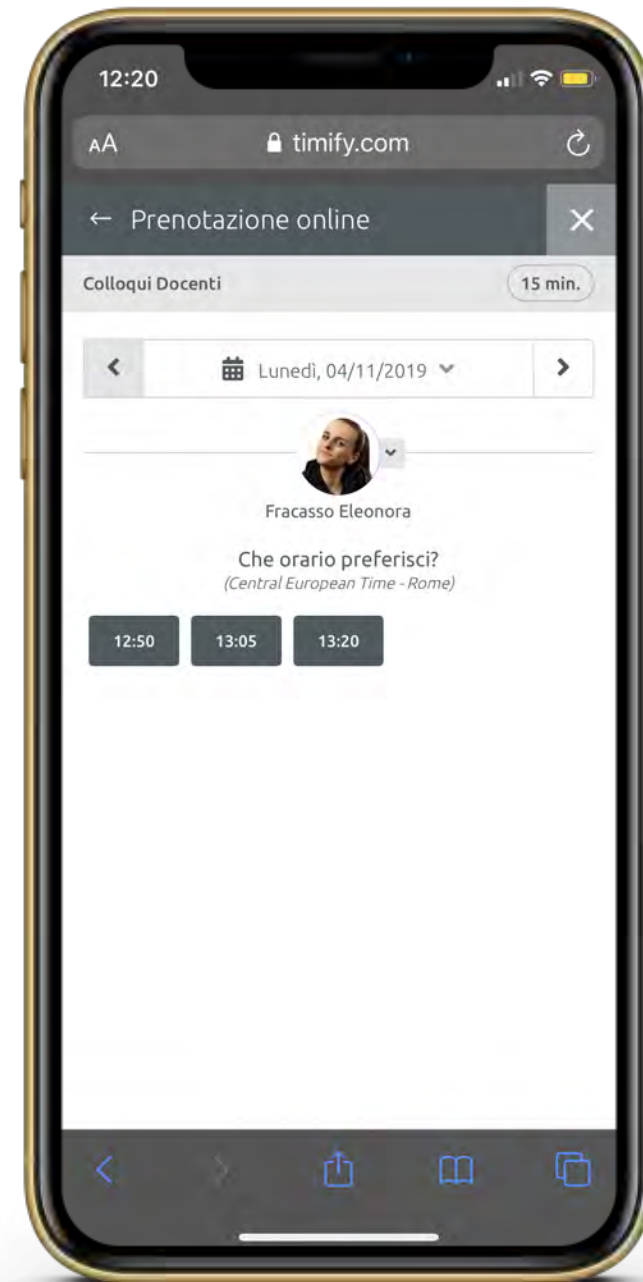 12:20
AA timify.com
← Prenotazione online ×
Colloqui Docenti 15 min.
Lunedì, 04/11/2019
Fracasso Eleonora
Che orario preferisci?
(Central European Time - Rome)
12:50 13:05 13:20